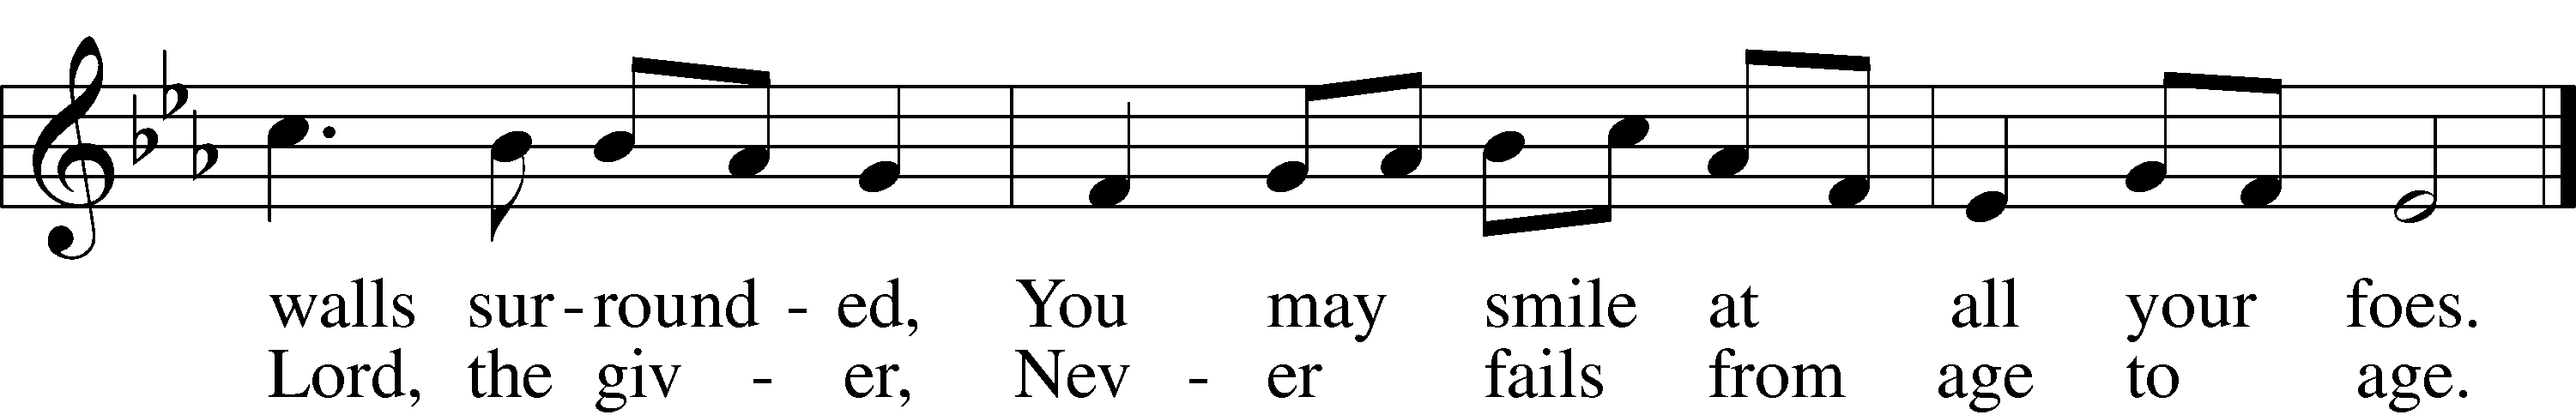 walls sur-round - ed, You may smile at all your foes.
Lord, the giv - er, Nev - er fails from age to age.